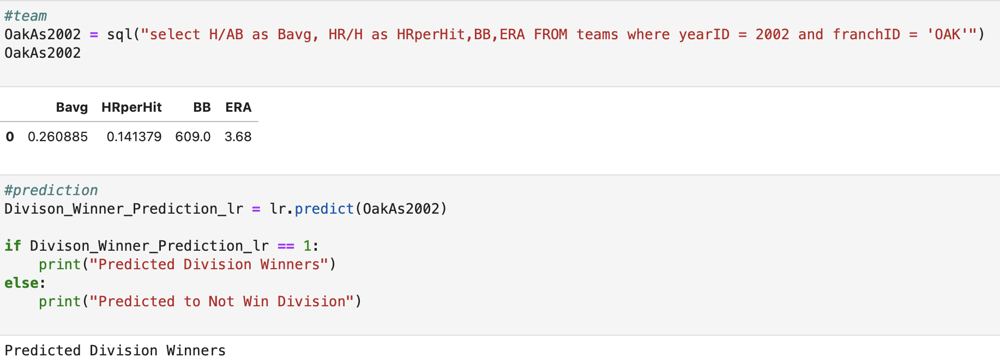 #team
OakAs2002 = sql("select H/AB as Bavg, HR/H as HRperHit,BB,ERA FROM teams where yearID = 2002 and franchID = 'OAK'")
OakAs2002
Bavg HRperHit BB ERA
0 0.260885 0.141379 609.0 3.68
#prediction
Divison_Winner_Prediction_lr = lr.predict(OakAs2002)
if Divison_Winner_Prediction_lr == 1:
    print("Predicted Division Winners")
else:
    print("Predicted to Not Win Division")
Predicted Division Winners